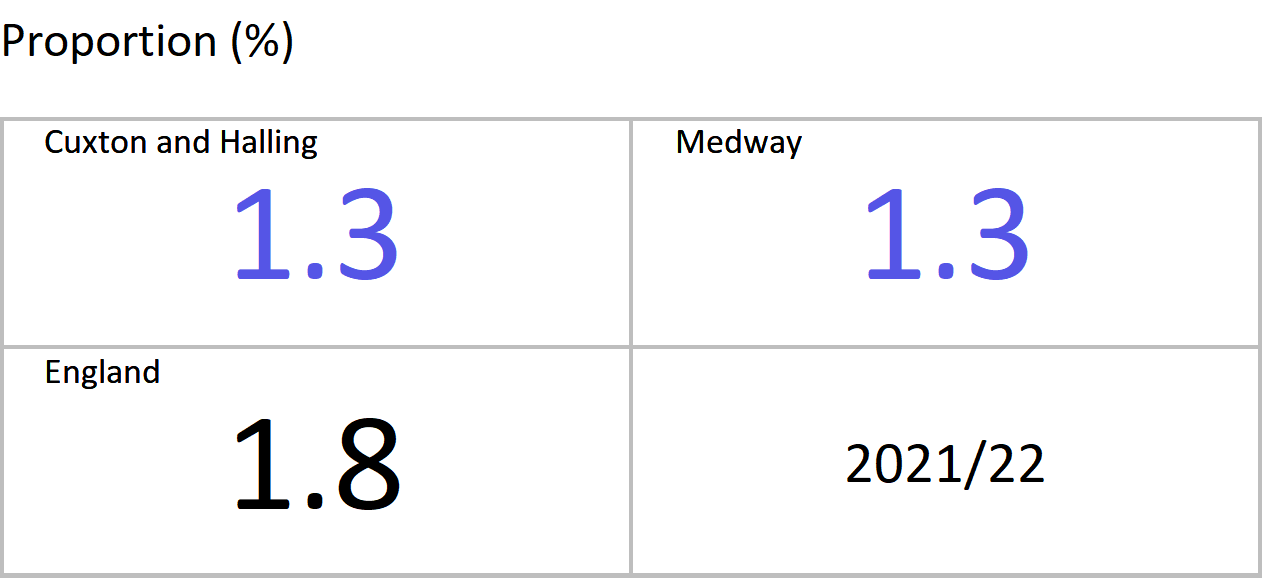 Proportion (%)
Cuxton and Halling
1.3
Medway
1.3
England
1.8
2021/22